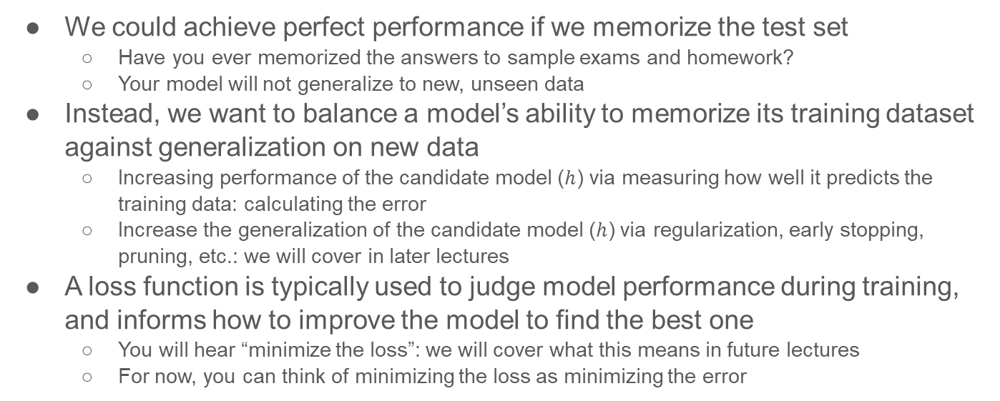 ● We could achieve perfect performance if we memorize the test set
○ Have you ever memorized the answers to sample exams and homework?
○ Your model will not generalize to new, unseen data
● Instead, we want to balance a model’s ability to memorize its training dataset
against generalization on new data
○ Increasing performance of the candidate model (ℎ) via measuring how well it predicts the
training data: calculating the error
○ Increase the generalization of the candidate model (ℎ) via regularization, early stopping,
pruning, etc.: we will cover in later lectures
● A loss function is typically used to judge model performance during training,
and informs how to improve the model to find the best one
○ You will hear “minimize the loss”: we will cover what this means in future lectures
○ For now, you can think of minimizing the loss as minimizing the error